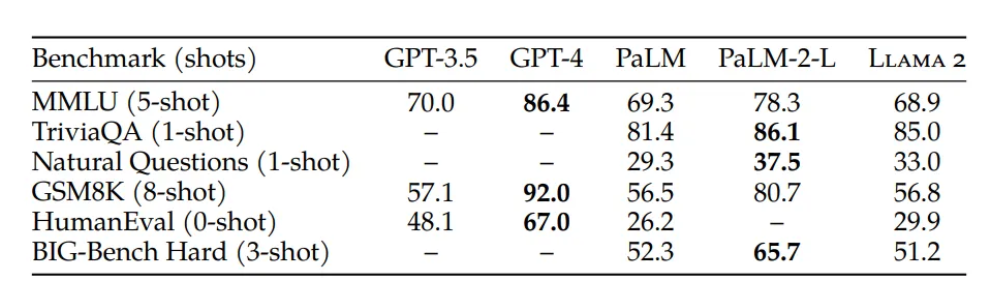 Benchmark (shots) GPT-3.5 GPT-4 PaLM PaLM-2-L Llama 2
MMLU (5-shot) 70.0 86.4 69.3 78.3 68.9
TriviaQA (1-shot) – – 81.4 86.1 85.0
Natural Questions (1-shot) – – 29.3 37.5 33.0
GSM8K (8-shot) 57.1 92.0 56.5 80.7 56.8
HumanEval (0-shot) 48.1 67.0 26.2 – 29.9
BIG-Bench Hard (3-shot) – – 52.3 65.7 51.2